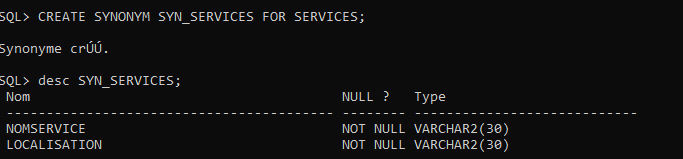 SQL> CREATE SYNONYM SYN_SERVICES FOR SERVICES;
Synonyme crÚÚ.
SQL> desc SYN_SERVICES;
Nom                                       NULL ?   Type
----------------------------------------- -------- ----------------------------
NOMSERVICE                                NOT NULL VARCHAR2(30)
LOCALISATION                              NOT NULL VARCHAR2(30)